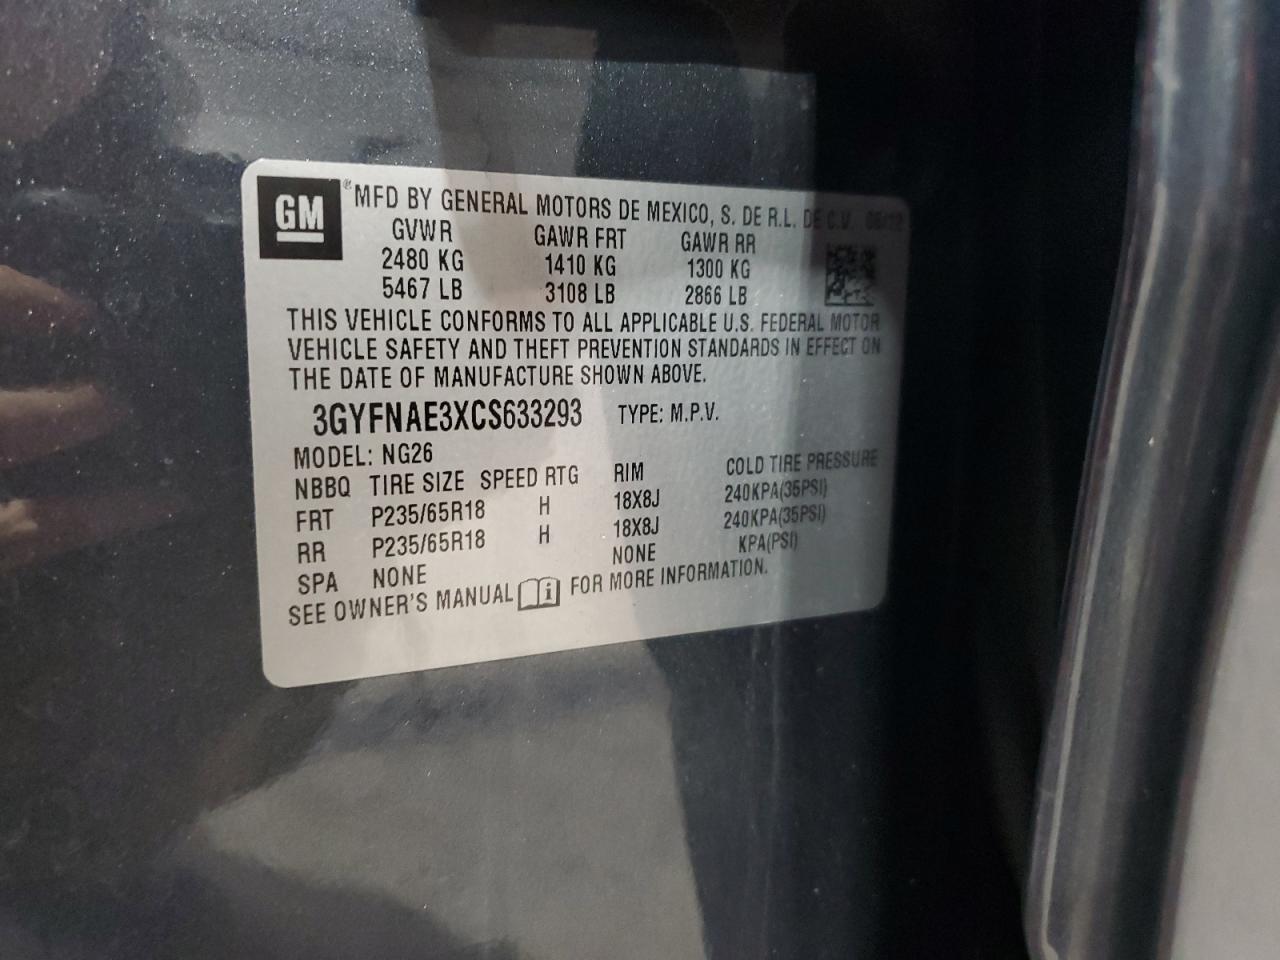 GM ® MFD BY GENERAL MOTORS DE MEXICO, S. DE R.L. DE C.V.
GVWR GAWR FRT GAWR RR
2480 KG 1410 KG 1300 KG
5467 LB 3108 LB 2866 LB
THIS VEHICLE CONFORMS TO ALL APPLICABLE U.S. FEDERAL MOTOR
VEHICLE SAFETY AND THEFT PREVENTION STANDARDS IN EFFECT ON
THE DATE OF MANUFACTURE SHOWN ABOVE.
3GYFNAE3XCS633293 TYPE: M.P.V.
MODEL: NG26
NBBQ TIRE SIZE SPEED RTG RIM COLD TIRE PRESSURE
FRT P235/65R18 H 18X8J 240KPA(35PSI)
RR P235/65R18 H 18X8J 240KPA(35PSI)
SPA NONE NONE KPA(PSI)
SEE OWNER'S MANUAL i FOR MORE INFORMATION.